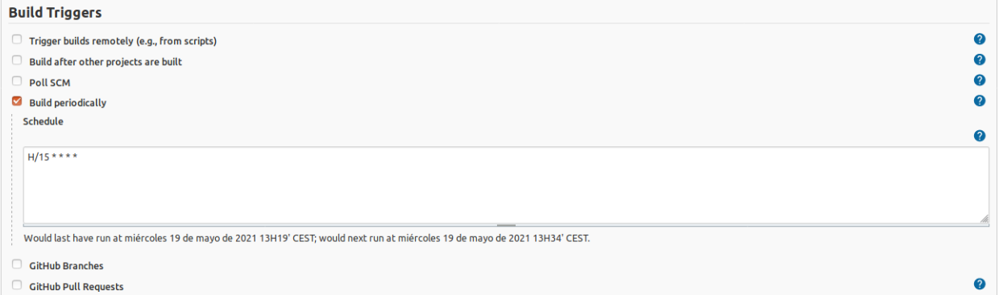 Build Triggers
Trigger builds remotely (e.g., from scripts)
Build after other projects are built
Poll SCM
Build periodically
Schedule
H/15 * * * *
Would last have run at miércoles 19 de mayo de 2021 13H19' CEST; would next run at miércoles 19 de mayo de 2021 13H34' CEST.
GitHub Branches
GitHub Pull Requests